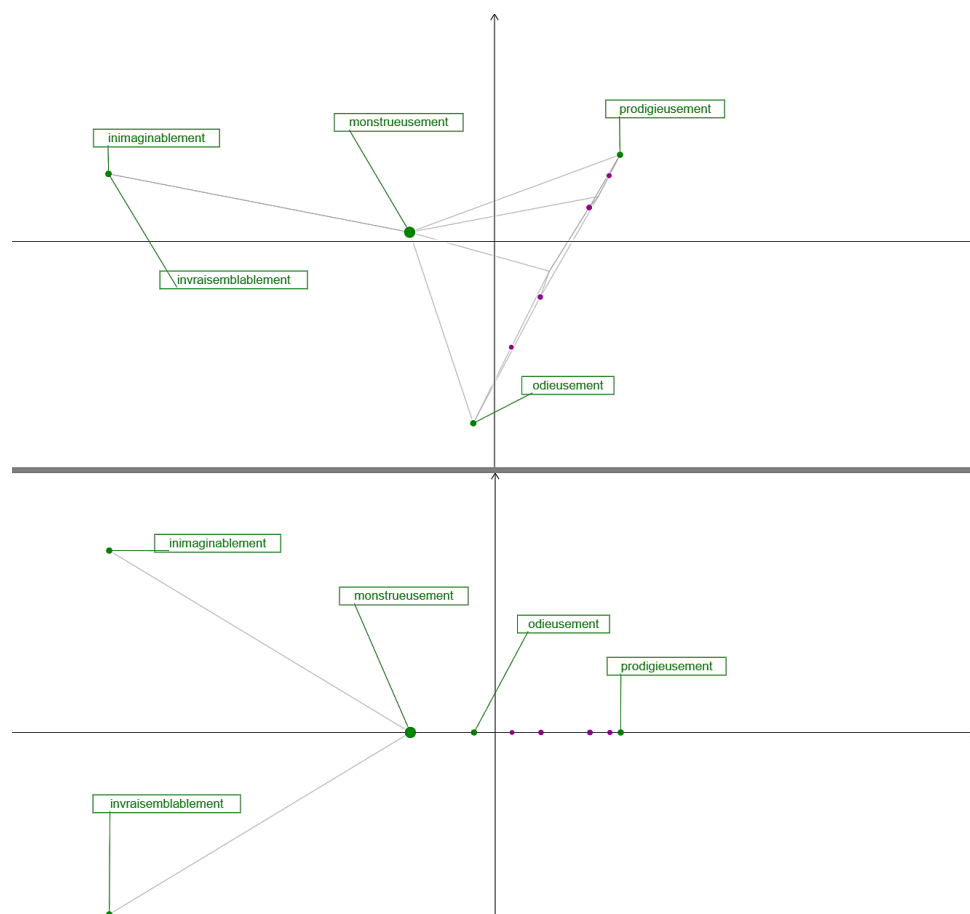 prodigieusement
monstrueusement
inimaginablement
invraisemblablement
odieusement
inimaginablement
monstrueusement
odieusement
prodigieusement
invraisemblablement